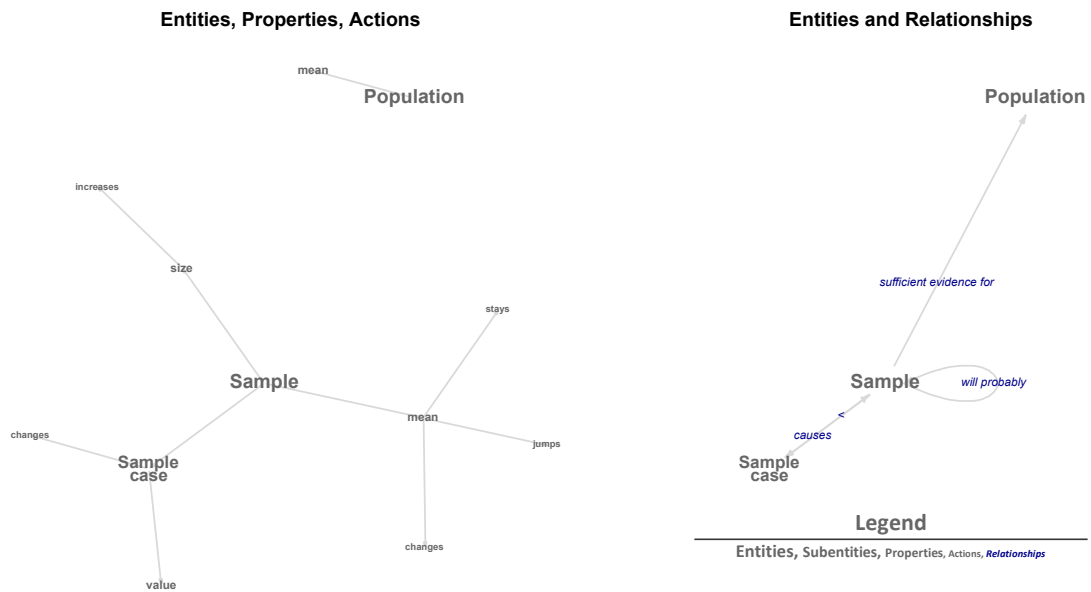 Entities, Properties, Actions
mean
Population
increases
size
stays
Sample
mean
changes
jumps
Sample
case
changes
value
Entities and Relationships
Population
sufficient evidence for
Sample
will probably
<
causes
Sample
case
Legend
Entities, Subentities, Properties, Actions, Relationships